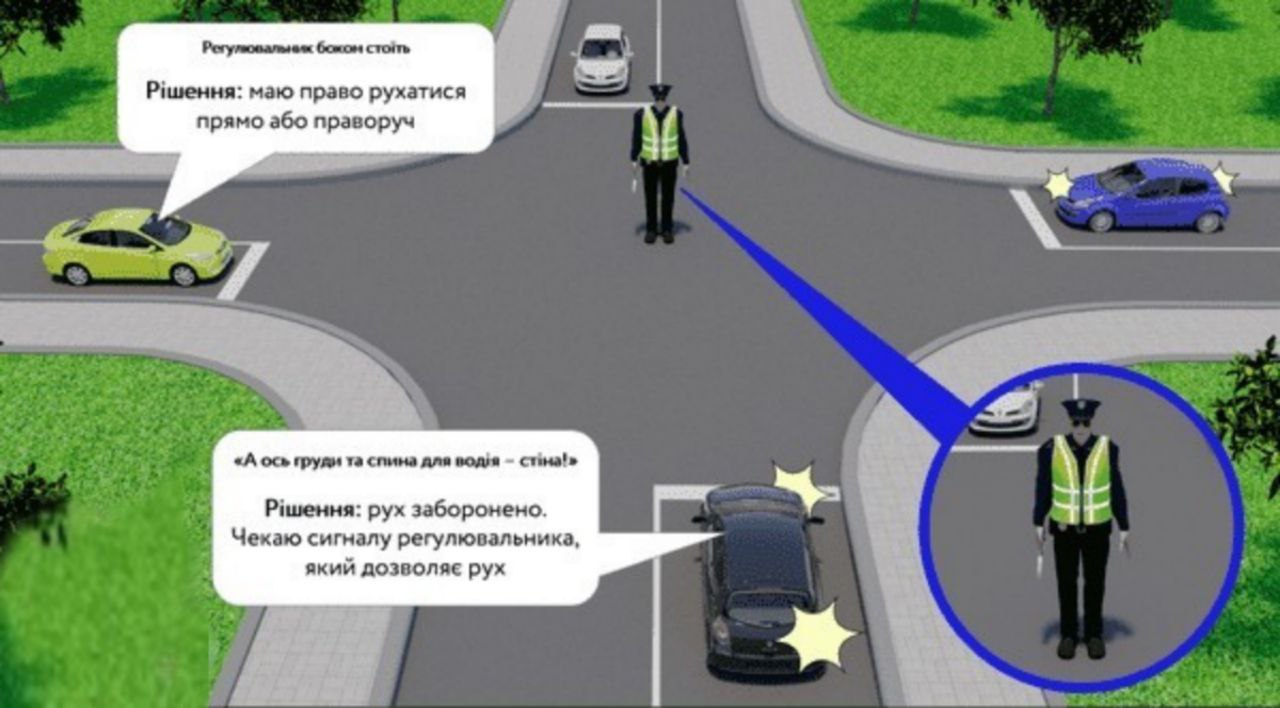 Регулювальник боком стоїть
Рішення: маю право рухатися
прямо або праворуч
«А ось груди та спина для водія – стіна!»
Рішення: рух заборонено.
Чекаю сигналу регулювальника,
який дозволяє рух